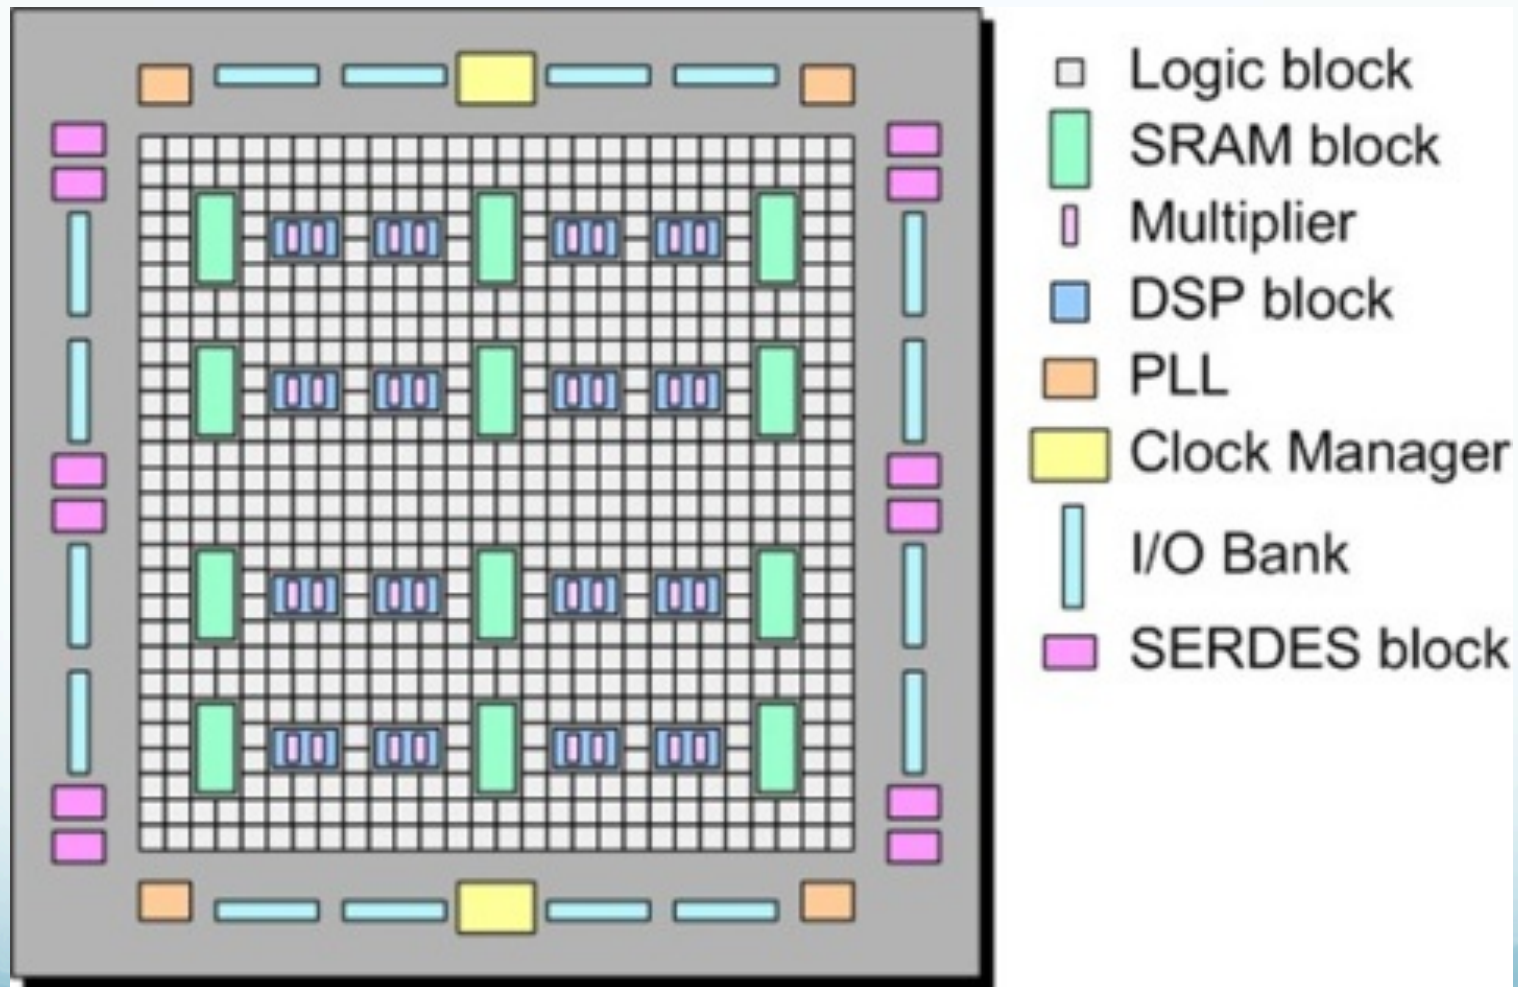 Logic block
SRAM block
Multiplier
DSP block
PLL
Clock Manager
I/O Bank
SERDES block